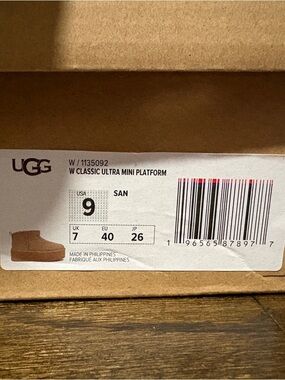 UGG
W / 1135092
W CLASSIC ULTRA MINI PLATFORM
USA
9
SAN
UK EU JP
7 40 26
1 96565 87897 7
MADE IN PHILIPPINES
FABRIQUÉ AUX PHILIPPINES